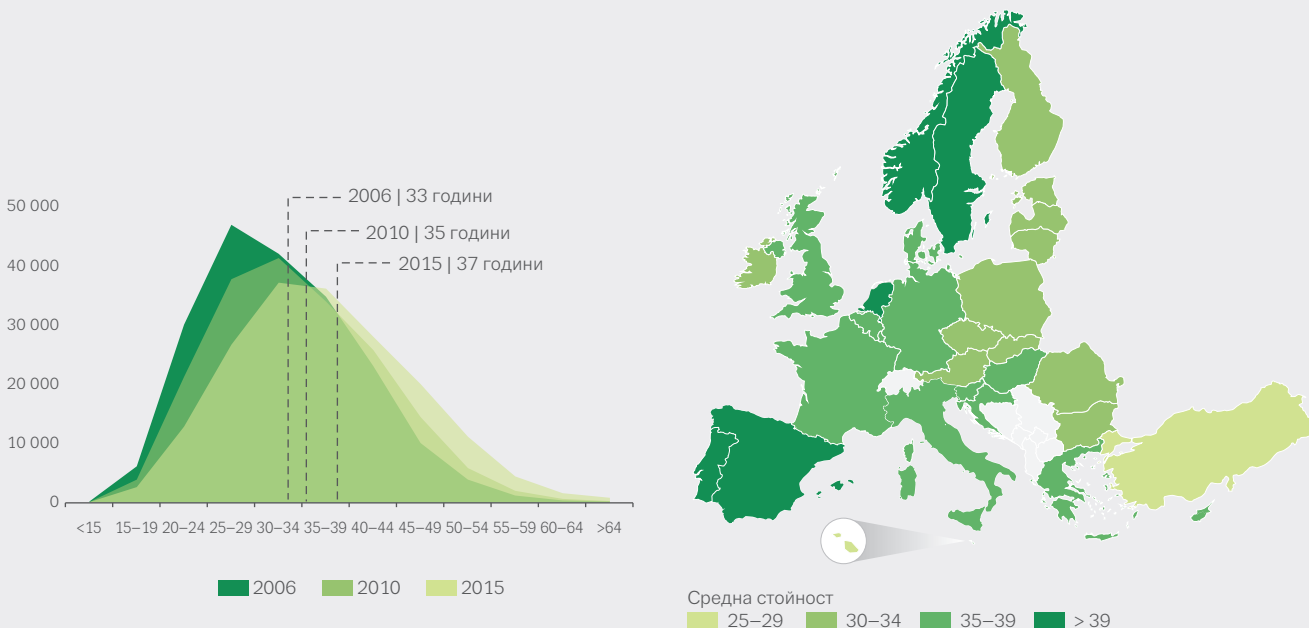 50 000
40 000
30 000
20 000
10 000
0
2006 | 33 години
2010 | 35 години
2015 | 37 години
<15 15–19 20–24 25–29 30–34 35–39 40–44 45–49 50–54 55–59 60–64 >64
2006 2010 2015
Средна стойност
25–29 30–34 35–39 > 39